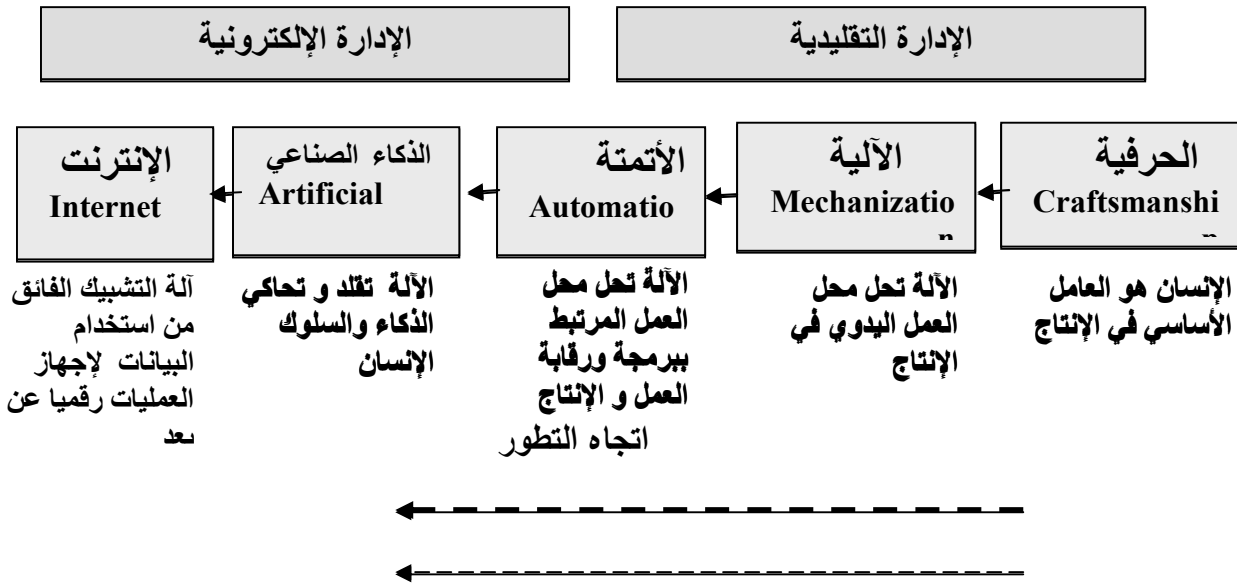 الإدارة التقليدية
الإدارة الإلكترونية
الحرفية
Craftsmanshi
الآلية
Mechanizatio
n
الأتمتة
Automatio
الذكاء الصناعي
Artificial
الإنترنت
Internet
الإنسان هو العامل
الأساسي في الإنتاج
الآلة تحل محل
العمل اليدوي في
الإنتاج
الآلة تحل محل
العمل المرتبط
ببرمجة ورقابة
العمل و الإنتاج
الآلة تقلد و تحاكي
الذكاء والسلوك
الإنسان
آلة التشبيك الفائق
من استخدام
البيانات لإجهاز
العمليات رقميا عن
بعد
اتجاه التطور